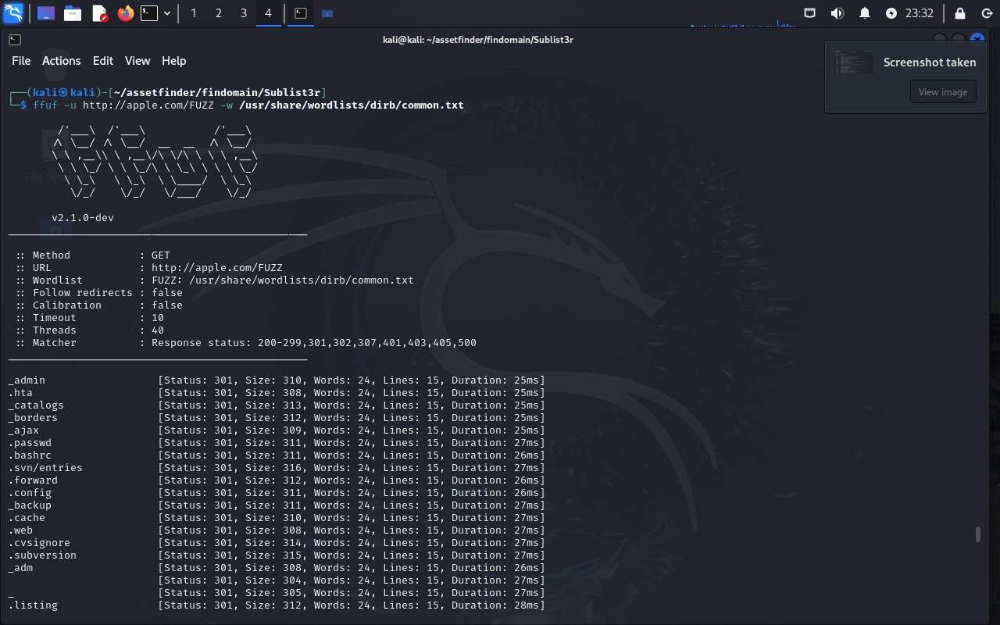 1 2 3 4 23:32
kali@kali: ~/assetfinder/findomain/Sublist3r
File Actions Edit View Help
Screenshot taken
View image
┌──(kali㉿kali)-[~/assetfinder/findomain/Sublist3r]
└─$ ffuf -u http://apple.com/FUZZ -w /usr/share/wordlists/dirb/common.txt
        /'___\  /'___\           /'___\
       /\ \__/ /\ \__/  __  __  /\ \__/
       \ \ ,__\\ \ ,__\/\ \/\ \ \ \ ,__\
        \ \ \_/ \ \ \_/\ \ \_\ \ \ \ \_/
         \ \_\   \ \_\  \ \____/  \ \_\
          \/_/    \/_/   \/___/    \/_/
v2.1.0-dev
________________________________________________
:: Method           : GET
:: URL              : http://apple.com/FUZZ
:: Wordlist         : FUZZ: /usr/share/wordlists/dirb/common.txt
:: Follow redirects : false
:: Calibration      : false
:: Timeout          : 10
:: Threads          : 40
:: Matcher          : Response status: 200-299,301,302,307,401,403,405,500
________________________________________________
_admin                  [Status: 301, Size: 310, Words: 24, Lines: 15, Duration: 25ms]
.hta                    [Status: 301, Size: 308, Words: 24, Lines: 15, Duration: 25ms]
_catalogs               [Status: 301, Size: 313, Words: 24, Lines: 15, Duration: 25ms]
_borders                [Status: 301, Size: 312, Words: 24, Lines: 15, Duration: 25ms]
_ajax                   [Status: 301, Size: 309, Words: 24, Lines: 15, Duration: 25ms]
.passwd                 [Status: 301, Size: 311, Words: 24, Lines: 15, Duration: 27ms]
.bashrc                 [Status: 301, Size: 311, Words: 24, Lines: 15, Duration: 26ms]
.svn/entries            [Status: 301, Size: 316, Words: 24, Lines: 15, Duration: 27ms]
.forward                [Status: 301, Size: 312, Words: 24, Lines: 15, Duration: 26ms]
.config                 [Status: 301, Size: 311, Words: 24, Lines: 15, Duration: 26ms]
_backup                 [Status: 301, Size: 311, Words: 24, Lines: 15, Duration: 27ms]
.cache                  [Status: 301, Size: 310, Words: 24, Lines: 15, Duration: 27ms]
.web                    [Status: 301, Size: 308, Words: 24, Lines: 15, Duration: 27ms]
.cvsignore              [Status: 301, Size: 314, Words: 24, Lines: 15, Duration: 27ms]
.subversion             [Status: 301, Size: 315, Words: 24, Lines: 15, Duration: 27ms]
_adm                    [Status: 301, Size: 308, Words: 24, Lines: 15, Duration: 26ms]
                        [Status: 301, Size: 304, Words: 24, Lines: 15, Duration: 27ms]
_                       [Status: 301, Size: 305, Words: 24, Lines: 15, Duration: 27ms]
.listing                [Status: 301, Size: 312, Words: 24, Lines: 15, Duration: 28ms]